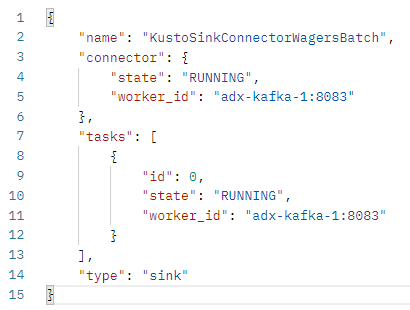 1 {
2     "name": "KustoSinkConnectorWagersBatch",
3     "connector": {
4         "state": "RUNNING",
5         "worker_id": "adx-kafka-1:8083"
6     },
7     "tasks": [
8         {
9             "id": 0,
10             "state": "RUNNING",
11             "worker_id": "adx-kafka-1:8083"
12         }
13     ],
14     "type": "sink"
15 }